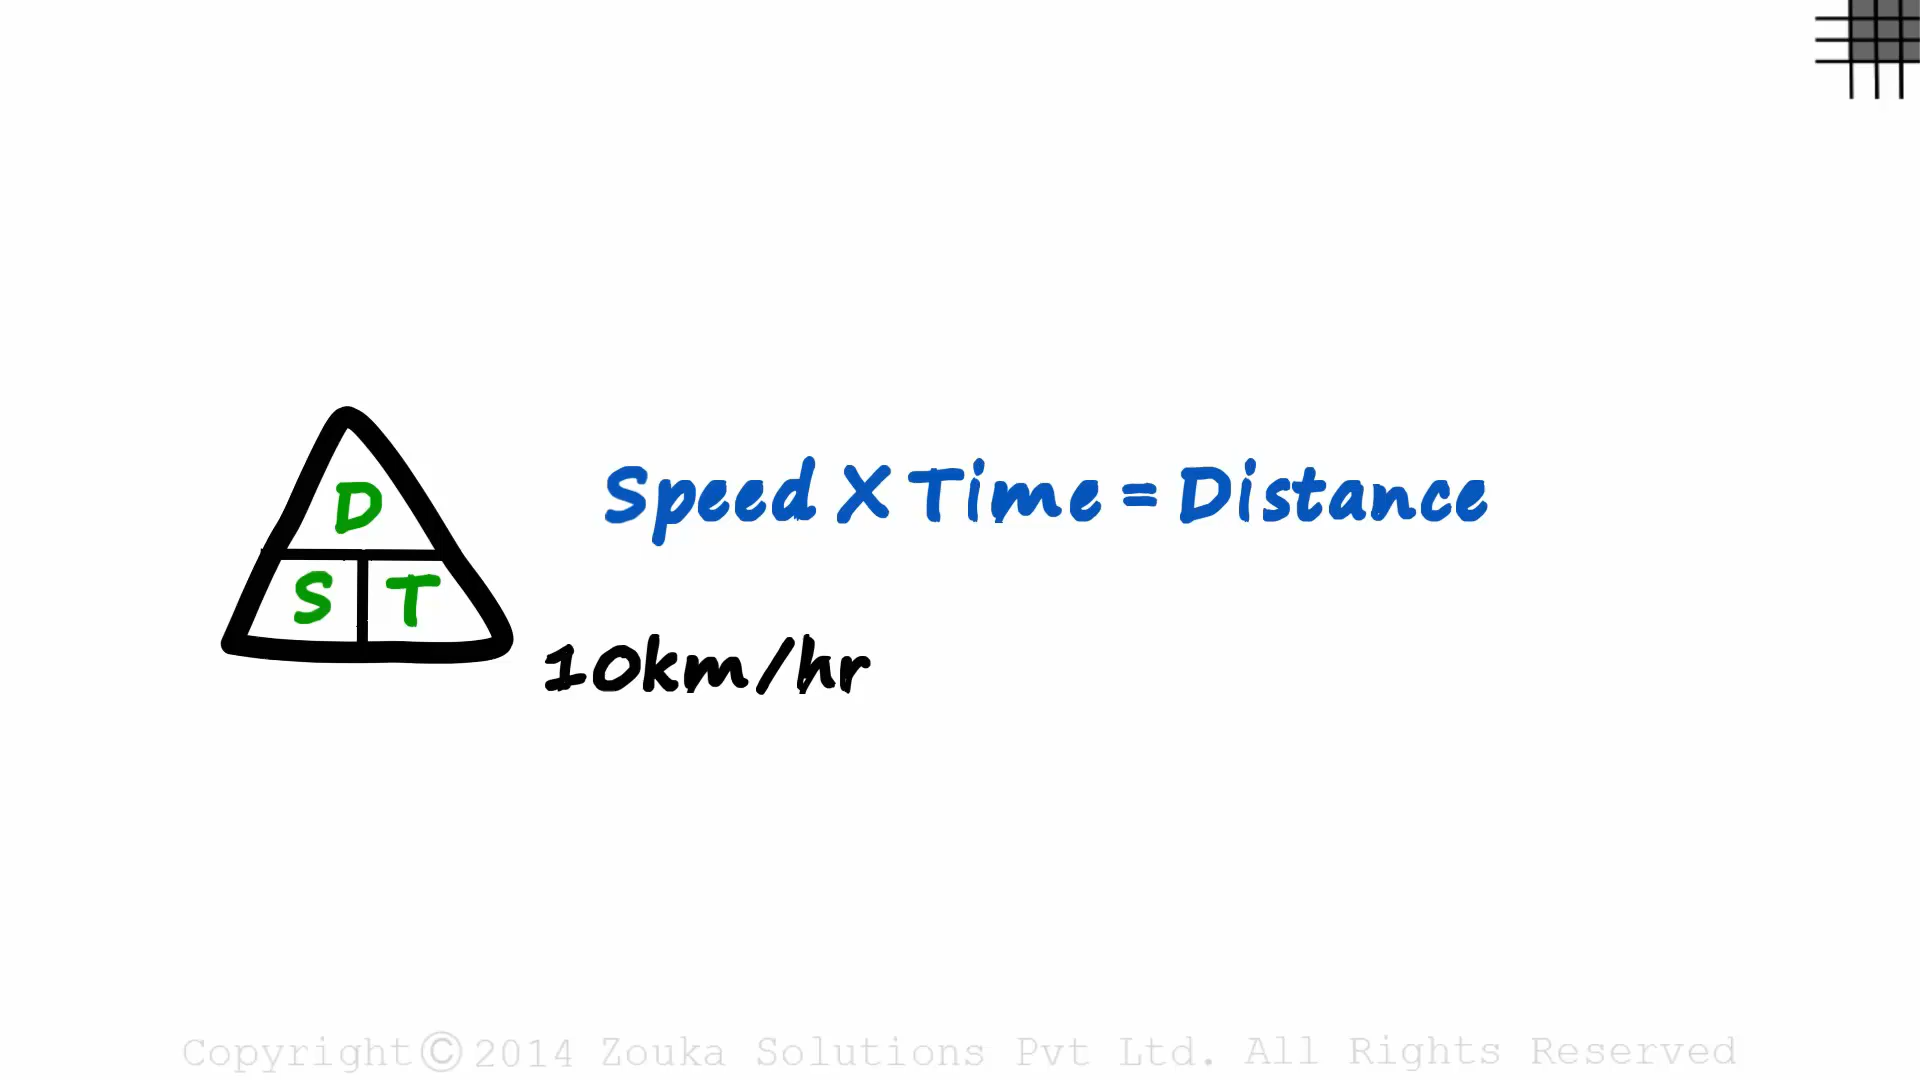 D
Speed X Time = Distance
S T
10km/hr
Copyright©2014 Zouka Solutions Pvt Ltd. All Rights Reserved